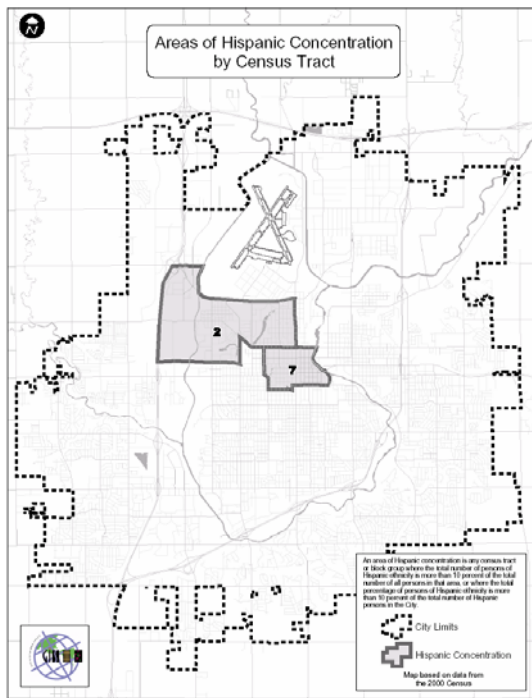 N
Areas of Hispanic Concentration
by Census Tract
2
7
An area of Hispanic concentration is any census tract
or block group where the total number of persons of
Hispanic ethnicity is more than 10 percent of the total
number of all persons in that area, or where the total
percentage of persons of Hispanic ethnicity is more
than 10 percent of the total number of Hispanic
persons in the City.
City Limits
Hispanic Concentration
Map based on data from
the 2000 Census